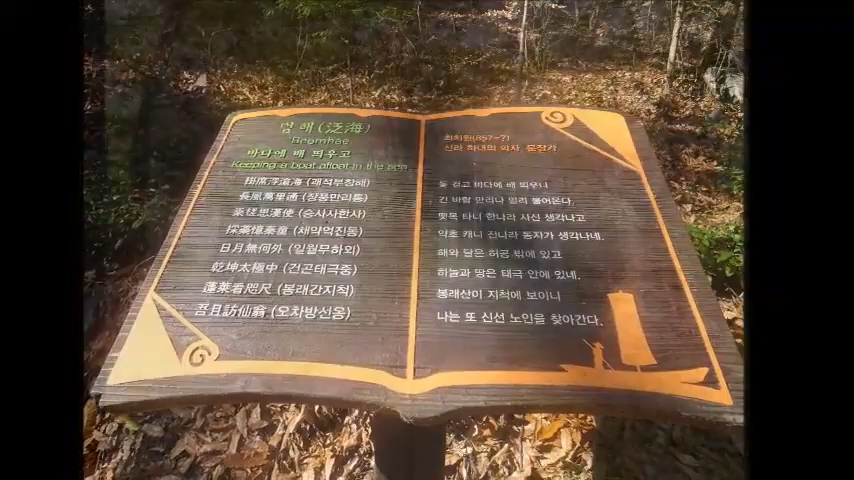 범 해 (泛海)
Beomhae
바다에 배 띄우고
Setting a boat afloat in the sea
掛席浮滄海 (괘석부창해)
長風萬里通 (장풍만리통)
乘槎思漢使 (승사사한사)
採藥憶秦童 (채약억진동)
日月無何外 (일월무하외)
乾坤太極中 (건곤태극중)
蓬萊看咫尺 (봉래간지척)
吾且訪仙翁 (오차방선옹)
최치원(857~?)
신라 하대의 학자, 문장가
돛 걸고 바다에 배 띄우니
긴 바람 만리나 멀리 불어온다.
뗏목 타니 한나라 사신 생각나고
약초 캐니 진나라 동자가 생각나네.
해와 달은 허공 밖에 있고
하늘과 땅은 태극 안에 있네.
봉래산이 지척에 보이니
나는 또 신선 노인을 찾아간다.